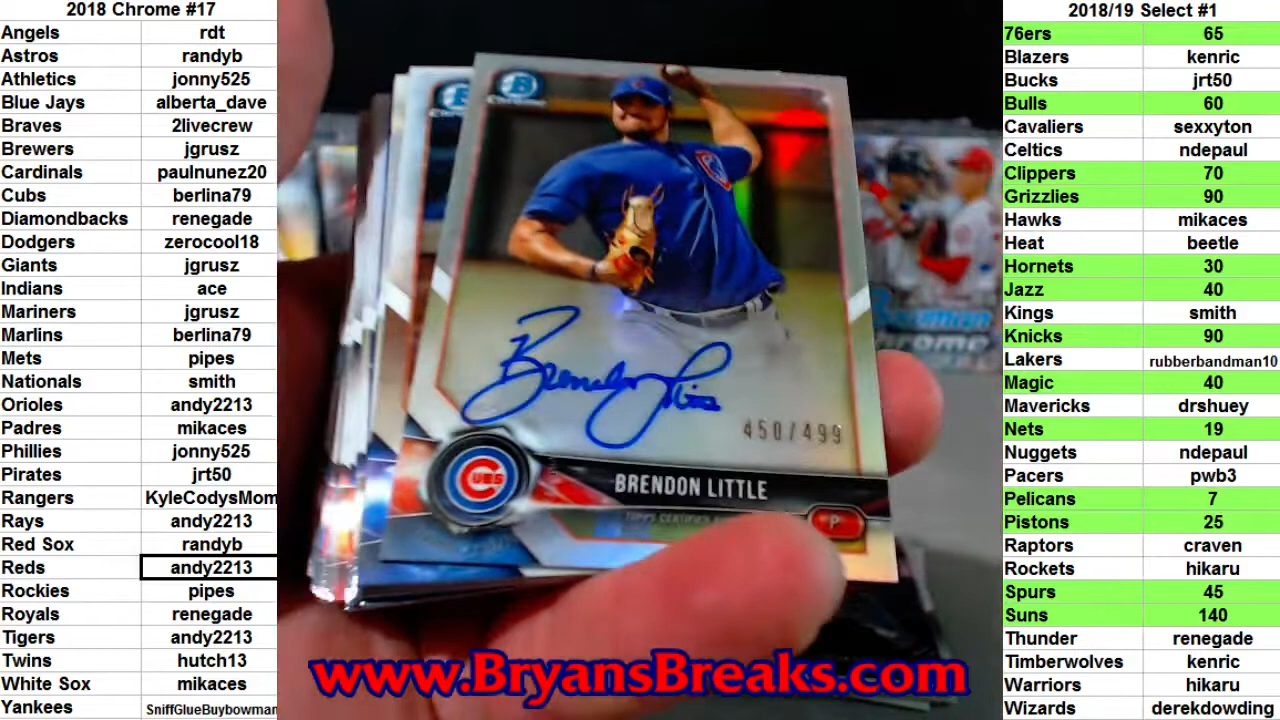 2018 Chrome #17
Angels rdt
Astros randyb
Athletics jonny525
Blue Jays alberta_dave
Braves 2livecrew
Brewers jgrusz
Cardinals paulnunez20
Cubs berlina79
Diamondbacks renegade
Dodgers zerocool18
Giants jgrusz
Indians ace
Mariners jgrusz
Marlins berlina79
Mets pipes
Nationals smith
Orioles andy2213
Padres mikaces
Phillies jonny525
Pirates jrt50
Rangers KyleCodysMom
Rays andy2213
Red Sox randyb
Reds andy2213
Rockies pipes
Royals renegade
Tigers andy2213
Twins hutch13
White Sox mikaces
Yankees SniffGlueBuybowman
B
Chrome
Brendon Little
450/499
CUBS
BRENDON LITTLE
TOPPS CERTIFIED
P
Bowman
Chrome
www.BryansBreaks.com
2018/19 Select #1
76ers 65
Blazers kenric
Bucks jrt50
Bulls 60
Cavaliers sexxyton
Celtics ndepaul
Clippers 70
Grizzlies 90
Hawks mikaces
Heat beetle
Hornets 30
Jazz 40
Kings smith
Knicks 90
Lakers rubberbandman10
Magic 40
Mavericks drshuey
Nets 19
Nuggets ndepaul
Pacers pwb3
Pelicans 7
Pistons 25
Raptors craven
Rockets hikaru
Spurs 45
Suns 140
Thunder renegade
Timberwolves kenric
Warriors hikaru
Wizards derekdowding